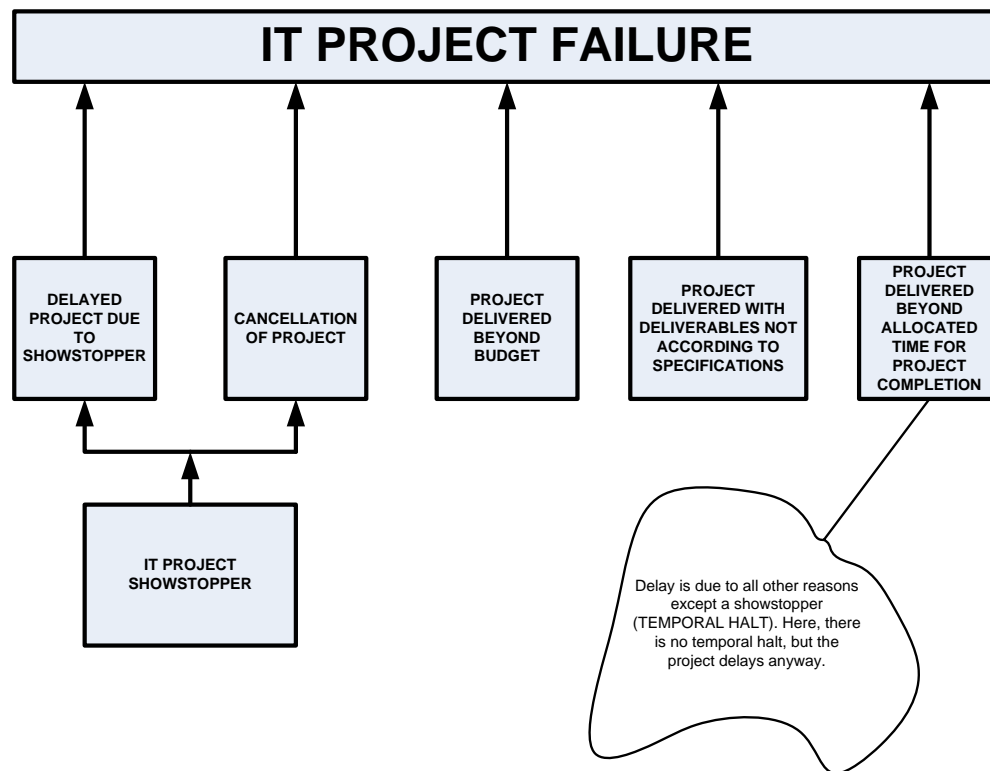 IT PROJECT FAILURE
DELAYED
PROJECT DUE
TO
SHOWSTOPPER
CANCELLATION
OF PROJECT
PROJECT
DELIVERED
BEYOND
BUDGET
PROJECT
DELIVERED WITH
DELIVERABLES NOT
ACCORDING TO
SPECIFICATIONS
PROJECT
DELIVERED
BEYOND
ALLOCATED
TIME FOR
PROJECT
COMPLETION
IT PROJECT
SHOWSTOPPER
Delay is due to all other reasons
except a showstopper
(TEMPORAL HALT). Here, there
is no temporal halt, but the
project delays anyway.